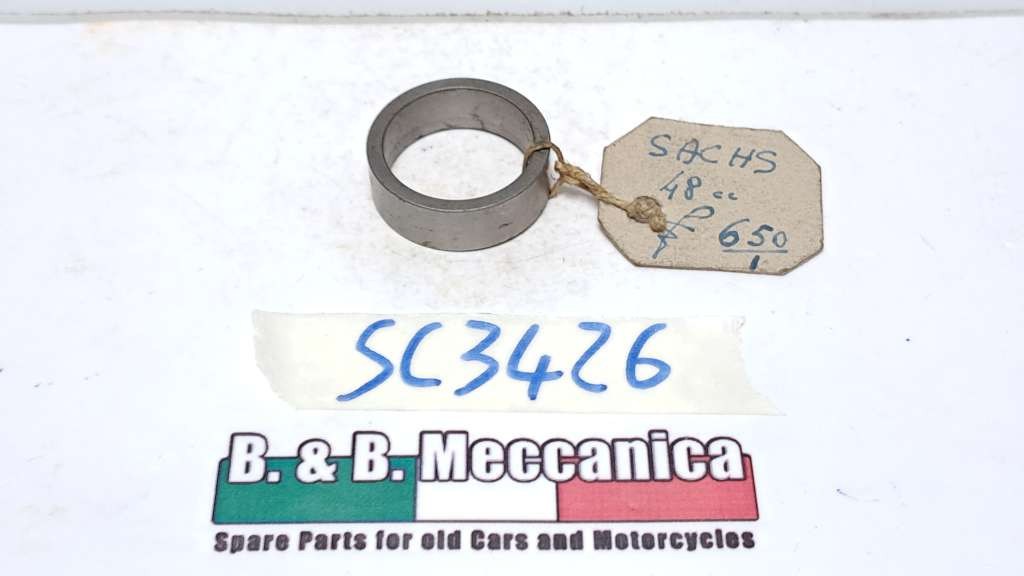 SACHS
48 cc
650
1
SC3426
B. & B. Meccanica
Spare Parts for old Cars and Motorcycles